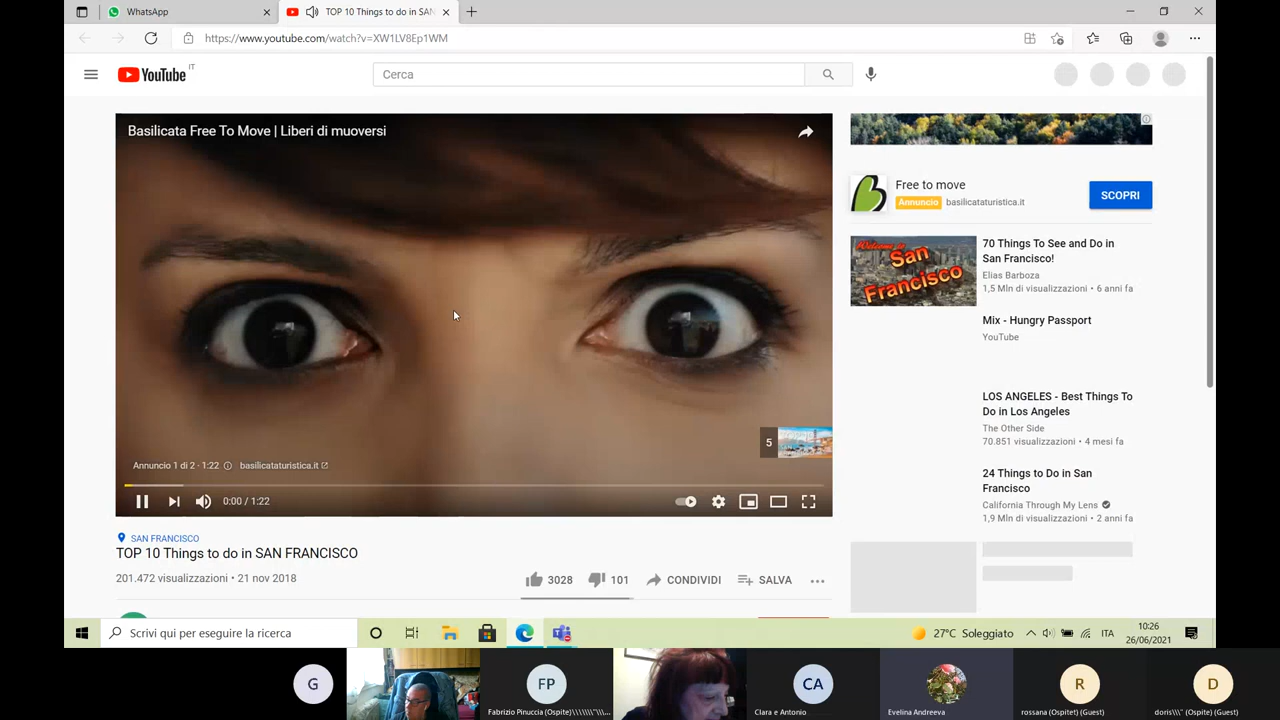 WhatsApp
TOP 10 Things to do in SAN
https://www.youtube.com/watch?v=XW1LV8Ep1WM
YouTube IT
Cerca
Basilicata Free To Move | Liberi di muoversi
5
Annuncio 1 di 2 · 1:22 basilicataturistica.it
0:00 / 1:22
SAN FRANCISCO
TOP 10 Things to do in SAN FRANCISCO
201.472 visualizzazioni • 21 nov 2018
3028
101
CONDIVIDI
SALVA
Free to move
Annuncio basilicataturistica.it
SCOPRI
Welcome to
San
Francisco
70 Things To See and Do in
San Francisco!
Elias Barboza
1,5 Mln di visualizzazioni • 6 anni fa
Mix - Hungry Passport
YouTube
LOS ANGELES - Best Things To
Do in Los Angeles
The Other Side
70.851 visualizzazioni • 4 mesi fa
24 Things to Do in San
Francisco
California Through My Lens
1,9 Mln di visualizzazioni • 2 anni fa
Scrivi qui per eseguire la ricerca
27°C Soleggiato
ITA
10:26
26/06/2021
G
FP
Fabrizio Pinuccia (Ospite)\\\\\\\"\\...
CA
Clara e Antonio
Evelina Andreeva
R
rossana (Ospite) (Guest)
D
doris\\\" (Ospite) (Guest)